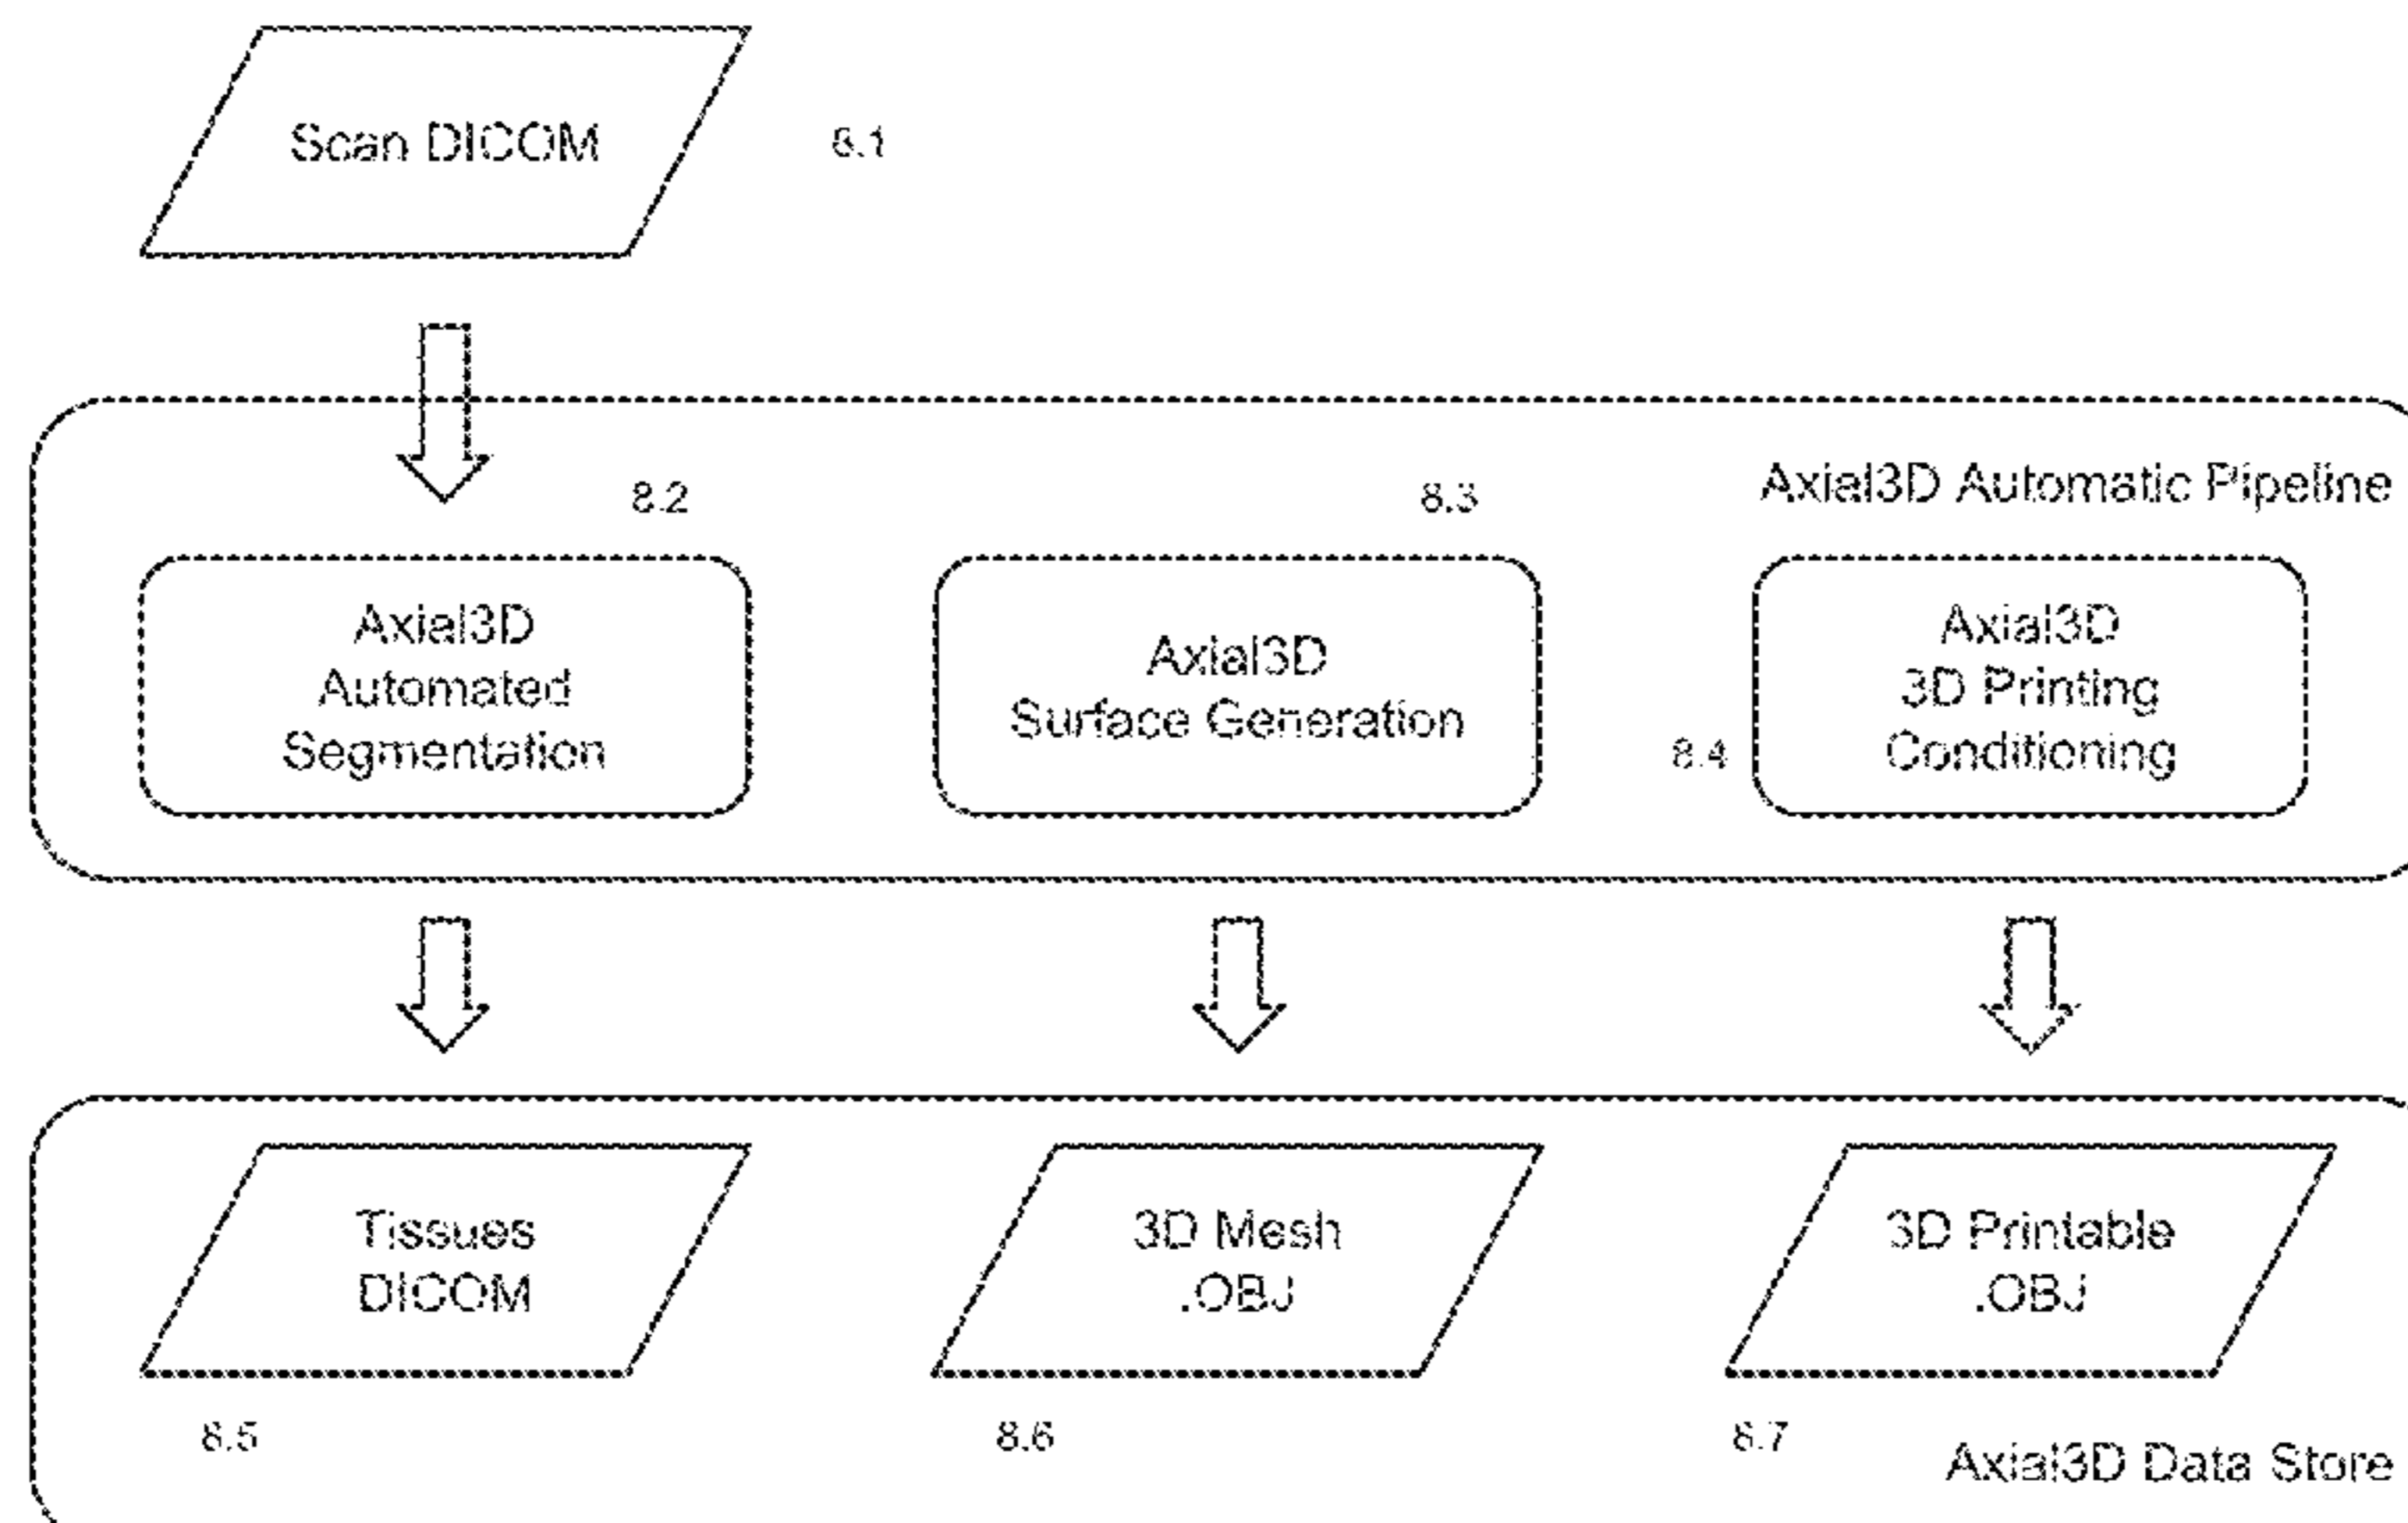 Scan DICOM
8.1
8.2
8.3
Axial3D Automatic Pipeline
Axial3D
Automated
Segmentation
Axial3D
Surface Generation
8.4
Axial3D
3D Printing
Conditioning
Tissues
DICOM
3D Mesh
.OBJ
3D Printable
.OBJ
8.5
8.6
8.7
Axial3D Data Store